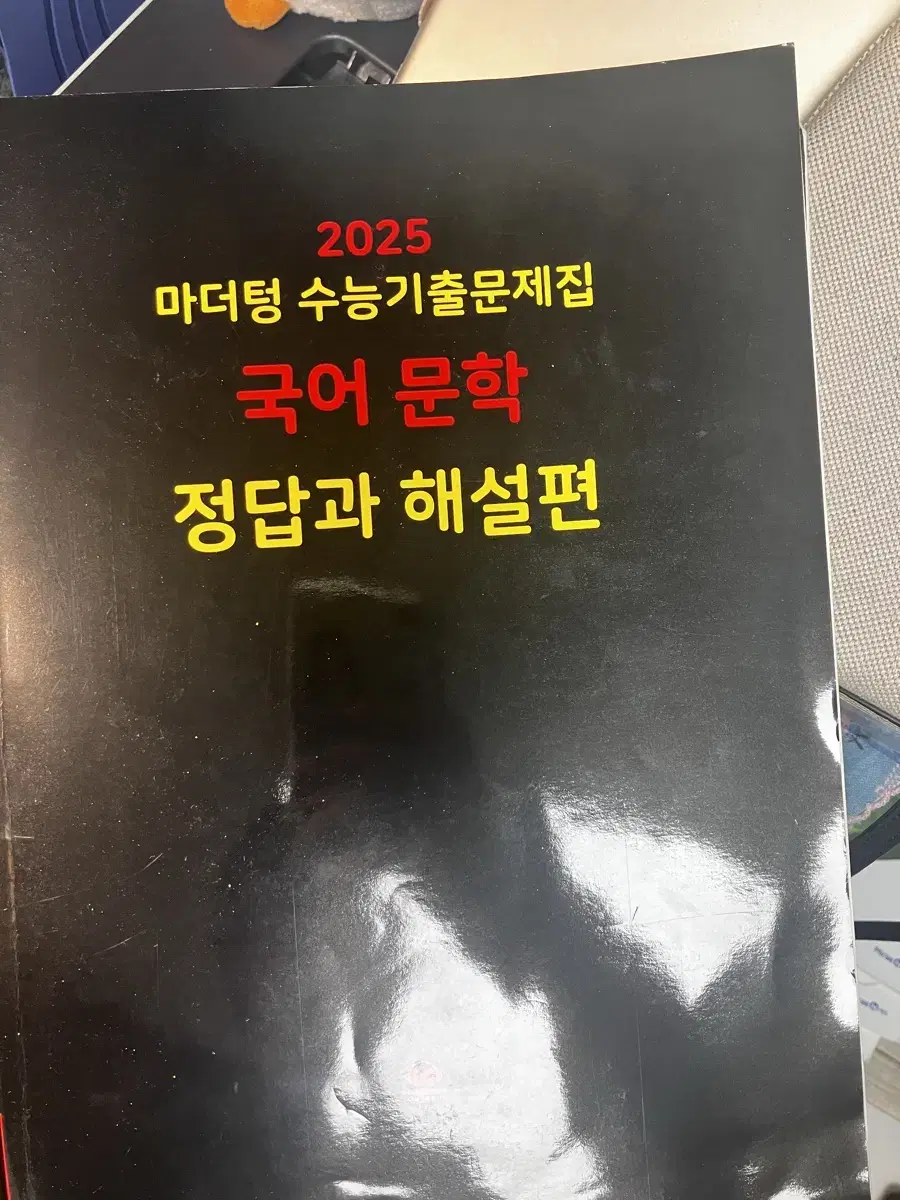 2025
마더텅 수능기출문제집
국어 문학
정답과 해설편